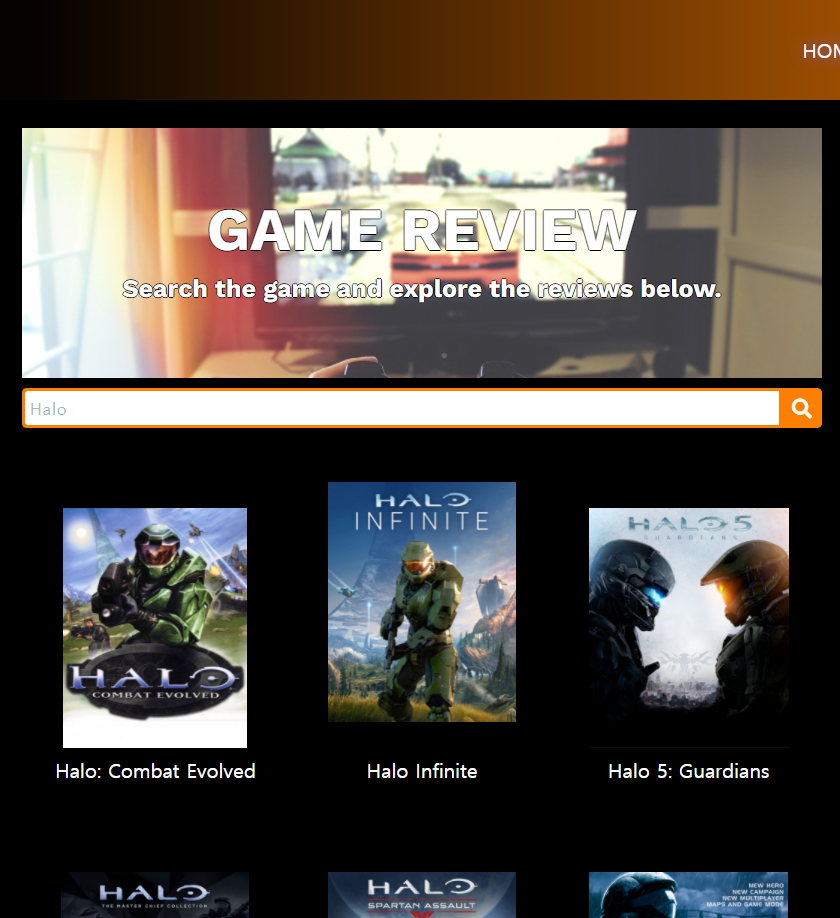 HOM
GAME REVIEW
Search the game and explore the reviews below.
Halo
HALO
COMBAT EVOLVED
HALO
INFINITE
HALO 5
GUARDIANS
Halo: Combat Evolved
Halo Infinite
Halo 5: Guardians
HALO
THE MASTER CHIEF COLLECTION
HALO
SPARTAN ASSAULT
NEW HERO
NEW CAMPAIGN
NEW MULTIPLAYER
MAPS AND GAME MODE